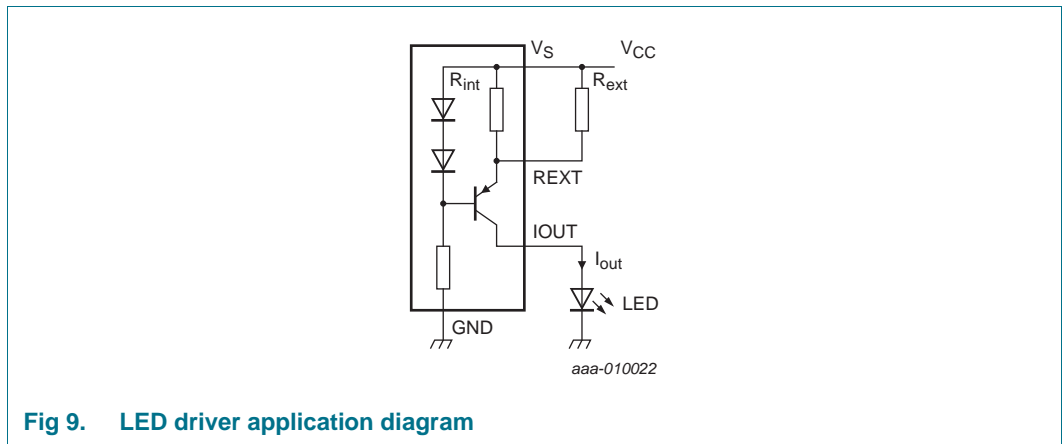 VS VCC
Rint Rext
REXT
IOUT
Iout
LED
GND
aaa-010022
Fig 9. LED driver application diagram